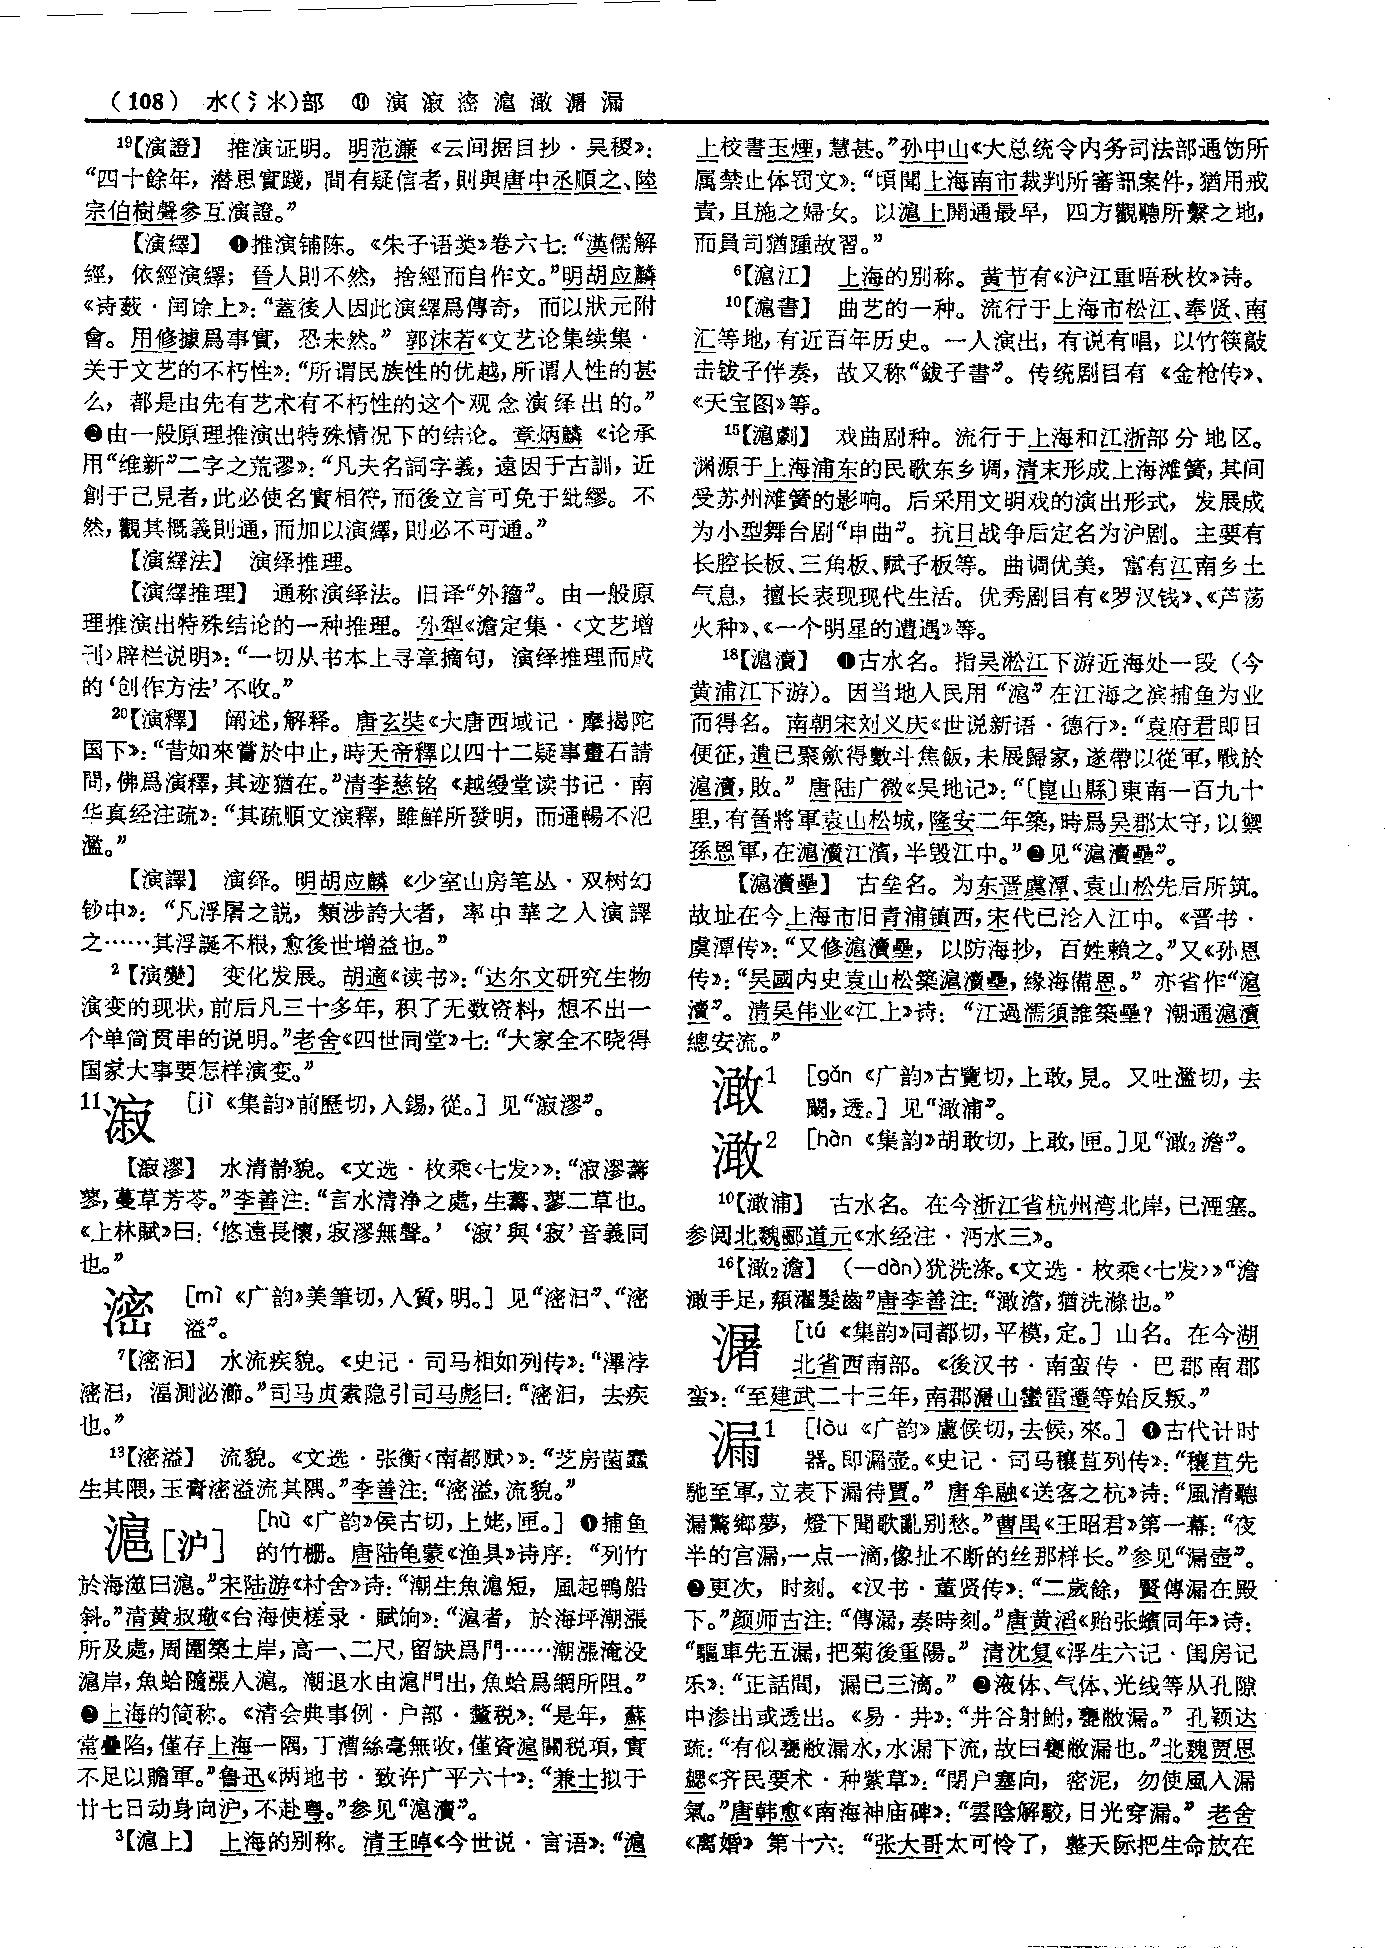 (108) 水(氵氺)部 ⑪ 演漃滵滬澉潳漏
19【演證】 推演证明。明范濂《云间据目抄·吴稷》：
“四十餘年，潜思實踐，間有疑信者，則與唐中丞順之、陸
宗伯樹聲參互演證。”
【演繹】 ❶推演铺陈。《朱子语类》卷六七：“漢儒解
經，依經演繹；晉人則不然，捨經而自作文。”明胡应麟
《诗薮·闰馀上》：“蓋後人因此演繹爲傳奇，而以狀元附
會。用修據爲事實，恐未然。”郭沫若《文艺论集续集·
关于文艺的不朽性》：“所谓民族性的优越，所谓人性的甚
么，都是由先有艺术有不朽性的这个观念演绎出的。”
❷由一般原理推演出特殊情况下的结论。章炳麟《论承
用“维新”二字之荒谬》：“凡夫名詞字義，遠因于古訓，近
創于己見者，此必使名實相符，而後立言可免于紕繆。不
然，觀其概義則通，而加以演繹，則必不可通。”
【演繹法】 演绎推理。
【演繹推理】 通称演绎法。旧译“外籀”。由一般原
理推演出特殊结论的一种推理。孙犁《澹定集·〈文艺增
刊〉辟栏说明》：“一切从书本上寻章摘句，演绎推理而成
的‘创作方法’不收。”
20【演釋】 阐述，解释。唐玄奘《大唐西域记·摩揭陀
国下》：“昔如來嘗於中止，時天帝釋以四十二疑事畫石請
問，佛爲演釋，其迹猶在。”清李慈铭《越缦堂读书记·南
华真经注疏》：“其疏順文演釋，雖鮮所發明，而通暢不氾
濫。”
【演譯】 演绎。明胡应麟《少室山房笔丛·双树幻
钞中》：“凡浮屠之説，類涉誇大者，率中華之人演譯
之……其浮誕不根，愈後世增益也。”
2【演變】 变化发展。胡適《读书》：“达尔文研究生物
演变的现状，前后凡三十多年，积了无数资料，想不出一
个单简贯串的说明。”老舍《四世同堂》七：“大家全不晓得
国家大事要怎样演变。”
11漃 [jì《集韵》前歷切，入錫，從。] 见“漃漻”。
【漃漻】 水清静貌。《文选·枚乘〈七发〉》：“漃漻薵
蓼，蔓草芳苓。”李善注：“言水清浄之處，生薵、蓼二草也。
《上林賦》曰：‘悠遠長懷，寂漻無聲。’‘漃’與‘寂’音義同
也。”
滵 [mì《广韵》美筆切，入質，明。] 见“滵汨”、“滵
溢”。
7【滵汨】 水流疾貌。《史记·司马相如列传》：“滭浡
滵汨，湢測泌瀄。”司马贞索隐引司马彪曰：“滵汨，去疾
也。”
13【滵溢】 流貌。《文选·张衡〈南都赋〉》：“芝房菌蠢
生其隈，玉膏滵溢流其隅。”李善注：“滵溢，流貌。”
滬[沪] [hù《广韵》侯古切，上姥，匣。] ❶捕鱼
的竹栅。唐陆龟蒙《渔具》诗序：“列竹
於海澨曰滬。”宋陆游《村舍》诗：“潮生魚滬短，風起鴨船
斜。”清黄叔璥《台海使槎录·赋饷》：“滬者，於海坪潮漲
所及處，周圍築土岸，高一、二尺，留缺爲門……潮漲淹没
滬岸，魚蛤隨漲入滬。潮退水由滬門出，魚蛤爲網所阻。”
❷上海的简称。《清会典事例·户部·釐税》：“是年，蘇
常疊陷，僅存上海一隅，丁漕絲毫無收，僅資滬關税項，實
不足以贍軍。”鲁迅《两地书·致许广平六十》：“兼士拟于
廿七日动身向沪，不赴粤。”参见“滬瀆”。
3【滬上】 上海的别称。清王晫《今世说·言语》：“滬
上校書玉煙，慧甚。”孙中山《大总统令内务司法部通饬所
属禁止体罚文》：“頃聞上海南市裁判所審訊案件，猶用戒
責，且施之婦女。以滬上開通最早，四方觀聽所繫之地，
而員司猶踵故習。”
6【滬江】 上海的别称。黄节有《沪江重晤秋枚》诗。
10【滬書】 曲艺的一种。流行于上海市松江、奉贤、南
汇等地，有近百年历史。一人演出，有说有唱，以竹筷敲
击钹子伴奏，故又称“鈸子書”。传统剧目有《金枪传》、
《天宝图》等。
15【滬劇】 戏曲剧种。流行于上海和江浙部分地区。
渊源于上海浦东的民歌东乡调，清末形成上海滩簧，其间
受苏州滩簧的影响。后采用文明戏的演出形式，发展成
为小型舞台剧“申曲”。抗日战争后定名为沪剧。主要有
长腔长板、三角板、赋子板等。曲调优美，富有江南乡土
气息，擅长表现现代生活。优秀剧目有《罗汉钱》、《芦荡
火种》、《一个明星的遭遇》等。
18【滬瀆】 ❶古水名。指吴淞江下游近海处一段（今
黄浦江下游）。因当地人民用“滬”在江海之滨捕鱼为业
而得名。南朝宋刘义庆《世说新语·德行》：“袁府君即日
便征，遺已聚斂得數斗焦飯，未展歸家，遂帶以從軍，戰於
滬瀆，敗。”唐陆广微《吴地记》：“〔崑山縣〕東南一百九十
里，有晉將軍袁山松城，隆安二年築，時爲吴郡太守，以禦
孫恩軍，在滬瀆江濱，半毁江中。”❷见“滬瀆壘”。
【滬瀆壘】 古垒名。为东晋虞潭、袁山松先后所筑。
故址在今上海市旧青浦镇西，宋代已沦入江中。《晋书·
虞潭传》：“又修滬瀆壘，以防海抄，百姓賴之。”又《孙恩
传》：“吴國内史袁山松築滬瀆壘，緣海備恩。”亦省作“滬
瀆”。清吴伟业《江上》诗：“江過濡須誰築壘？潮通滬瀆
總安流。”
澉1 [gǎn《广韵》古覽切，上敢，見。又吐濫切，去
闞，透。] 见“澉浦”。
澉2 [hàn《集韵》胡敢切，上敢，匣。]见“澉2澹”。
10【澉浦】 古水名。在今浙江省杭州湾北岸，已湮塞。
参阅北魏郦道元《水经注·沔水三》。
16【澉2澹】 (—dàn)犹洗涤。《文选·枚乘〈七发〉》“澹
澉手足，頮濯髮齒”唐李善注：“澉澹，猶洗滌也。”
潳 [tú《集韵》同都切，平模，定。] 山名。在今湖
北省西南部。《後汉书·南蛮传·巴郡南郡
蛮》：“至建武二十三年，南郡潳山蠻雷遷等始反叛。”
漏1 [lòu《广韵》盧候切，去候，來。] ❶古代计时
器。即漏壶。《史记·司马穰苴列传》：“穰苴先
馳至軍，立表下漏待賈。”唐牟融《送客之杭》诗：“風清聽
漏驚鄉夢，燈下聞歌亂别愁。”曹禺《王昭君》第一幕：“夜
半的宫漏，一点一滴，像扯不断的丝那样长。”参见“漏壺”。
❷更次，时刻。《汉书·董贤传》：“二歲餘，賢傳漏在殿
下。”颜师古注：“傳漏，奏時刻。”唐黄滔《贻张蠙同年》诗：
“驅車先五漏，把菊後重陽。”清沈复《浮生六记·闺房记
乐》：“正話間，漏已三滴。”❸液体、气体、光线等从孔隙
中渗出或透出。《易·井》：“井谷射鮒，甕敝漏。”孔颖达
疏：“有似甕敝漏水，水漏下流，故曰甕敝漏也。”北魏贾思
勰《齐民要术·种紫草》：“閉户塞向，密泥，勿使風入漏
氣。”唐韩愈《南海神庙碑》：“雲陰解駮，日光穿漏。”老舍
《离婚》第十六：“张大哥太可怜了，整天际把生命放在